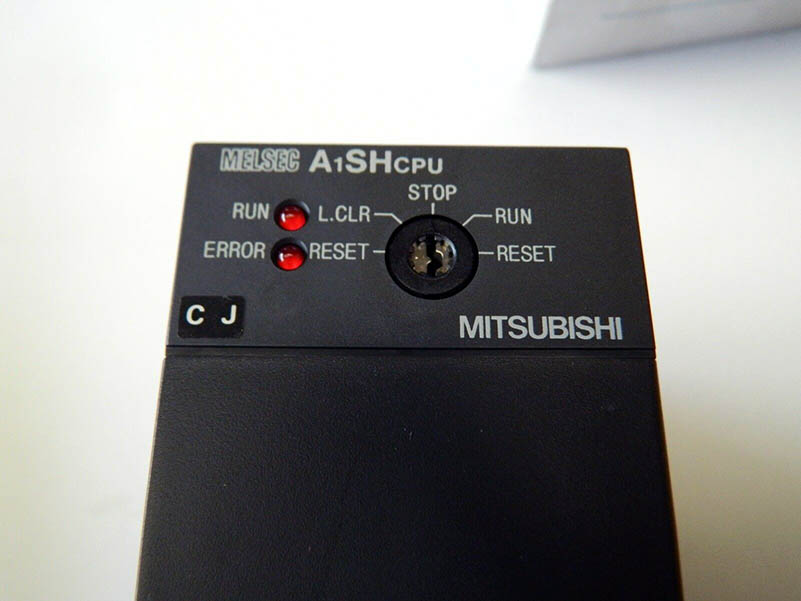 MELSEC A1SHCPU
STOP
RUN L.CLR RUN
ERROR RESET RESET
C J
MITSUBISHI